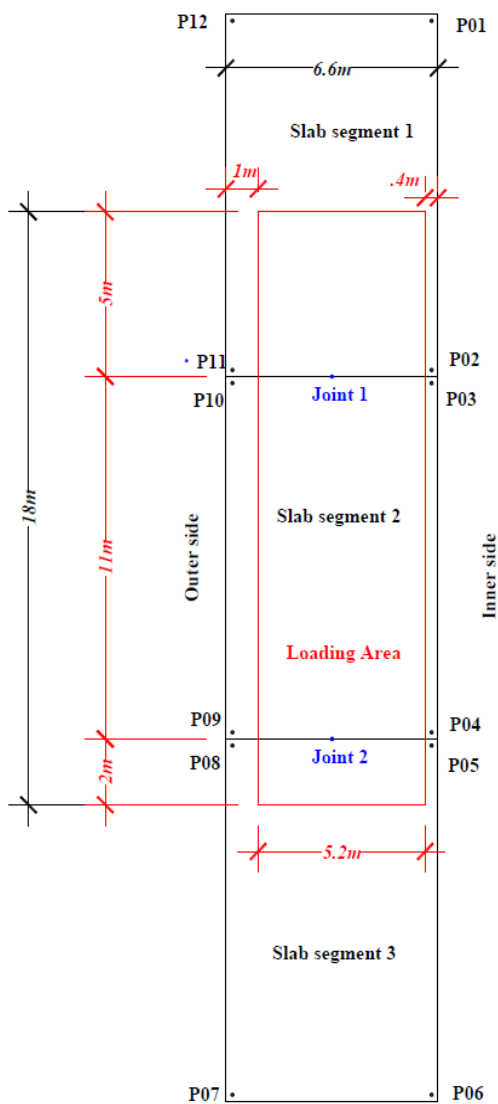 P12
P01
6.6m
Slab segment 1
1m
.4m
5m
P11
P02
P10
Joint 1
P03
18m
11m
Slab segment 2
Outer side
Inner side
Loading Area
P09
P04
P08
Joint 2
P05
2m
5.2m
Slab segment 3
P07
P06